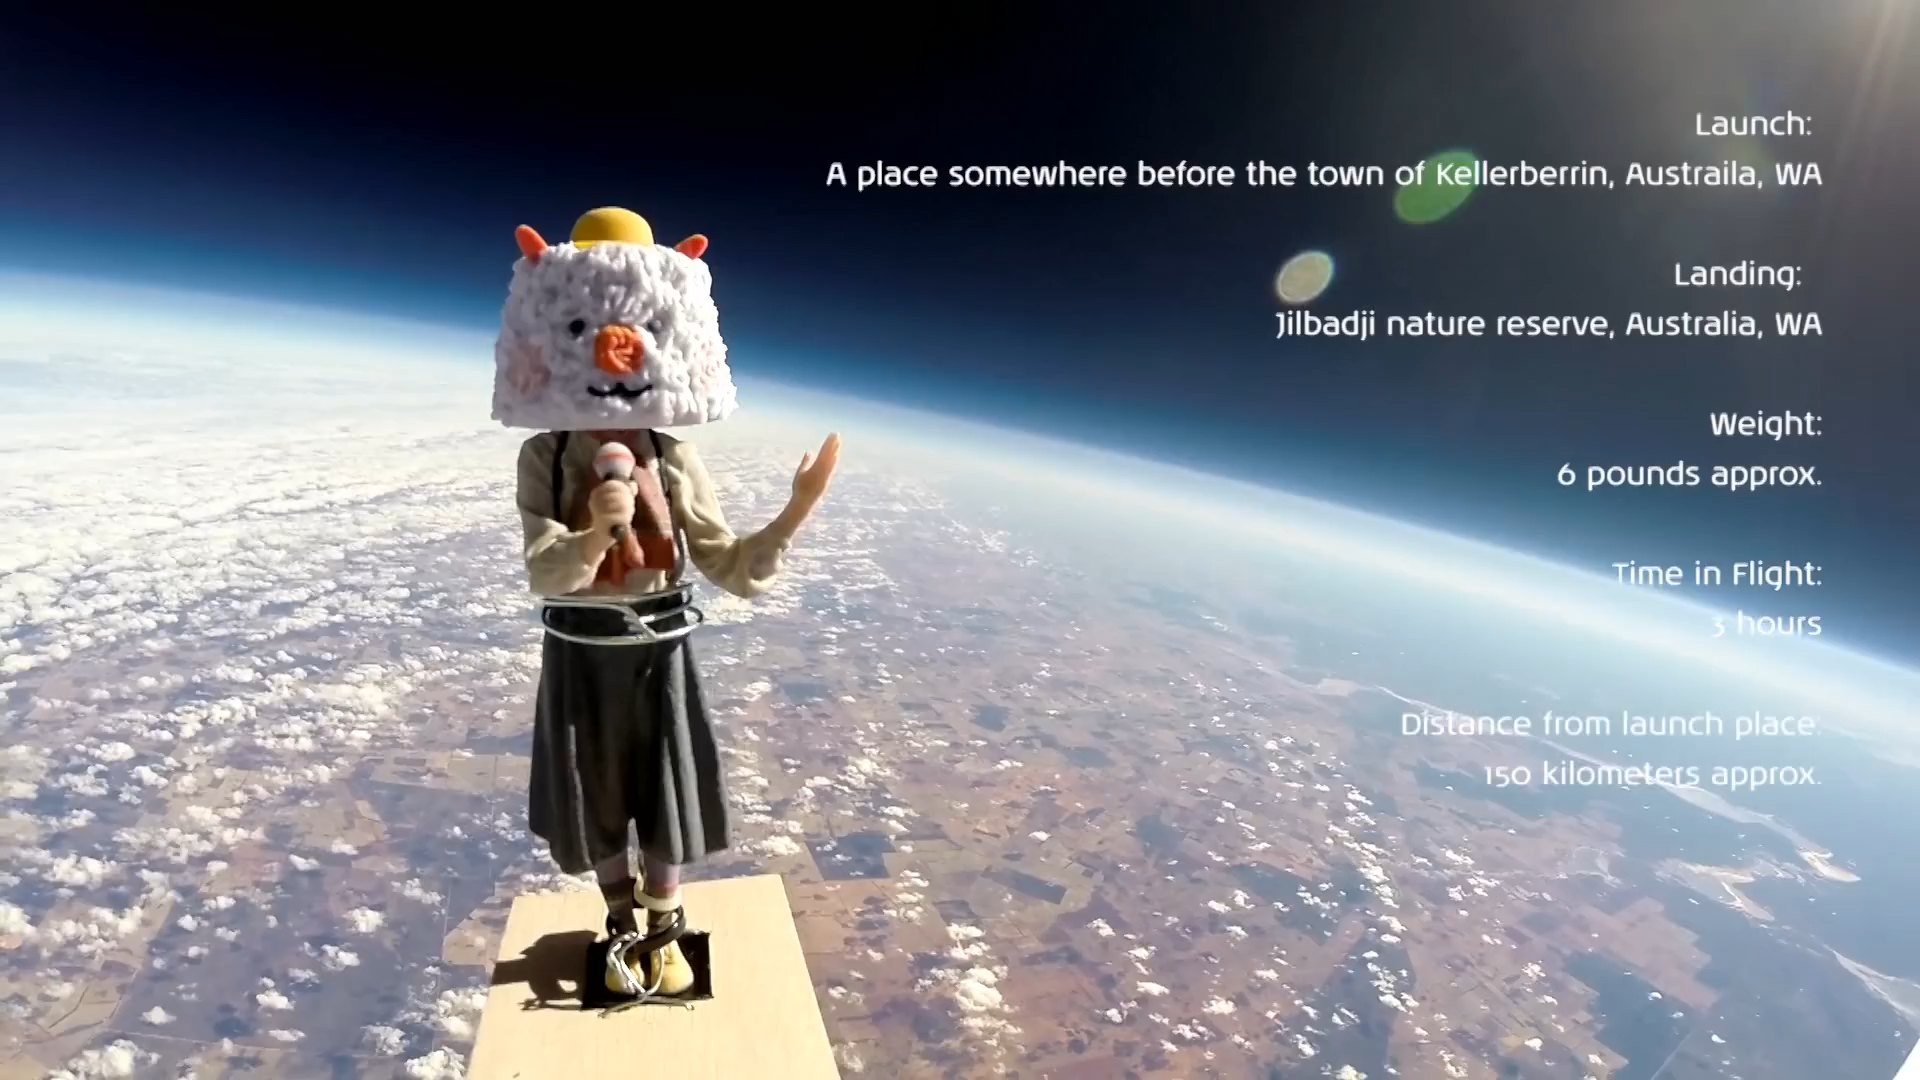 Launch:
A place somewhere before the town of Kellerberrin, Austraila, WA
Landing:
Jilbadji nature reserve, Australia, WA
Weight:
6 pounds approx.
Time in Flight:
3 hours
Distance from launch place:
150 kilometers approx.